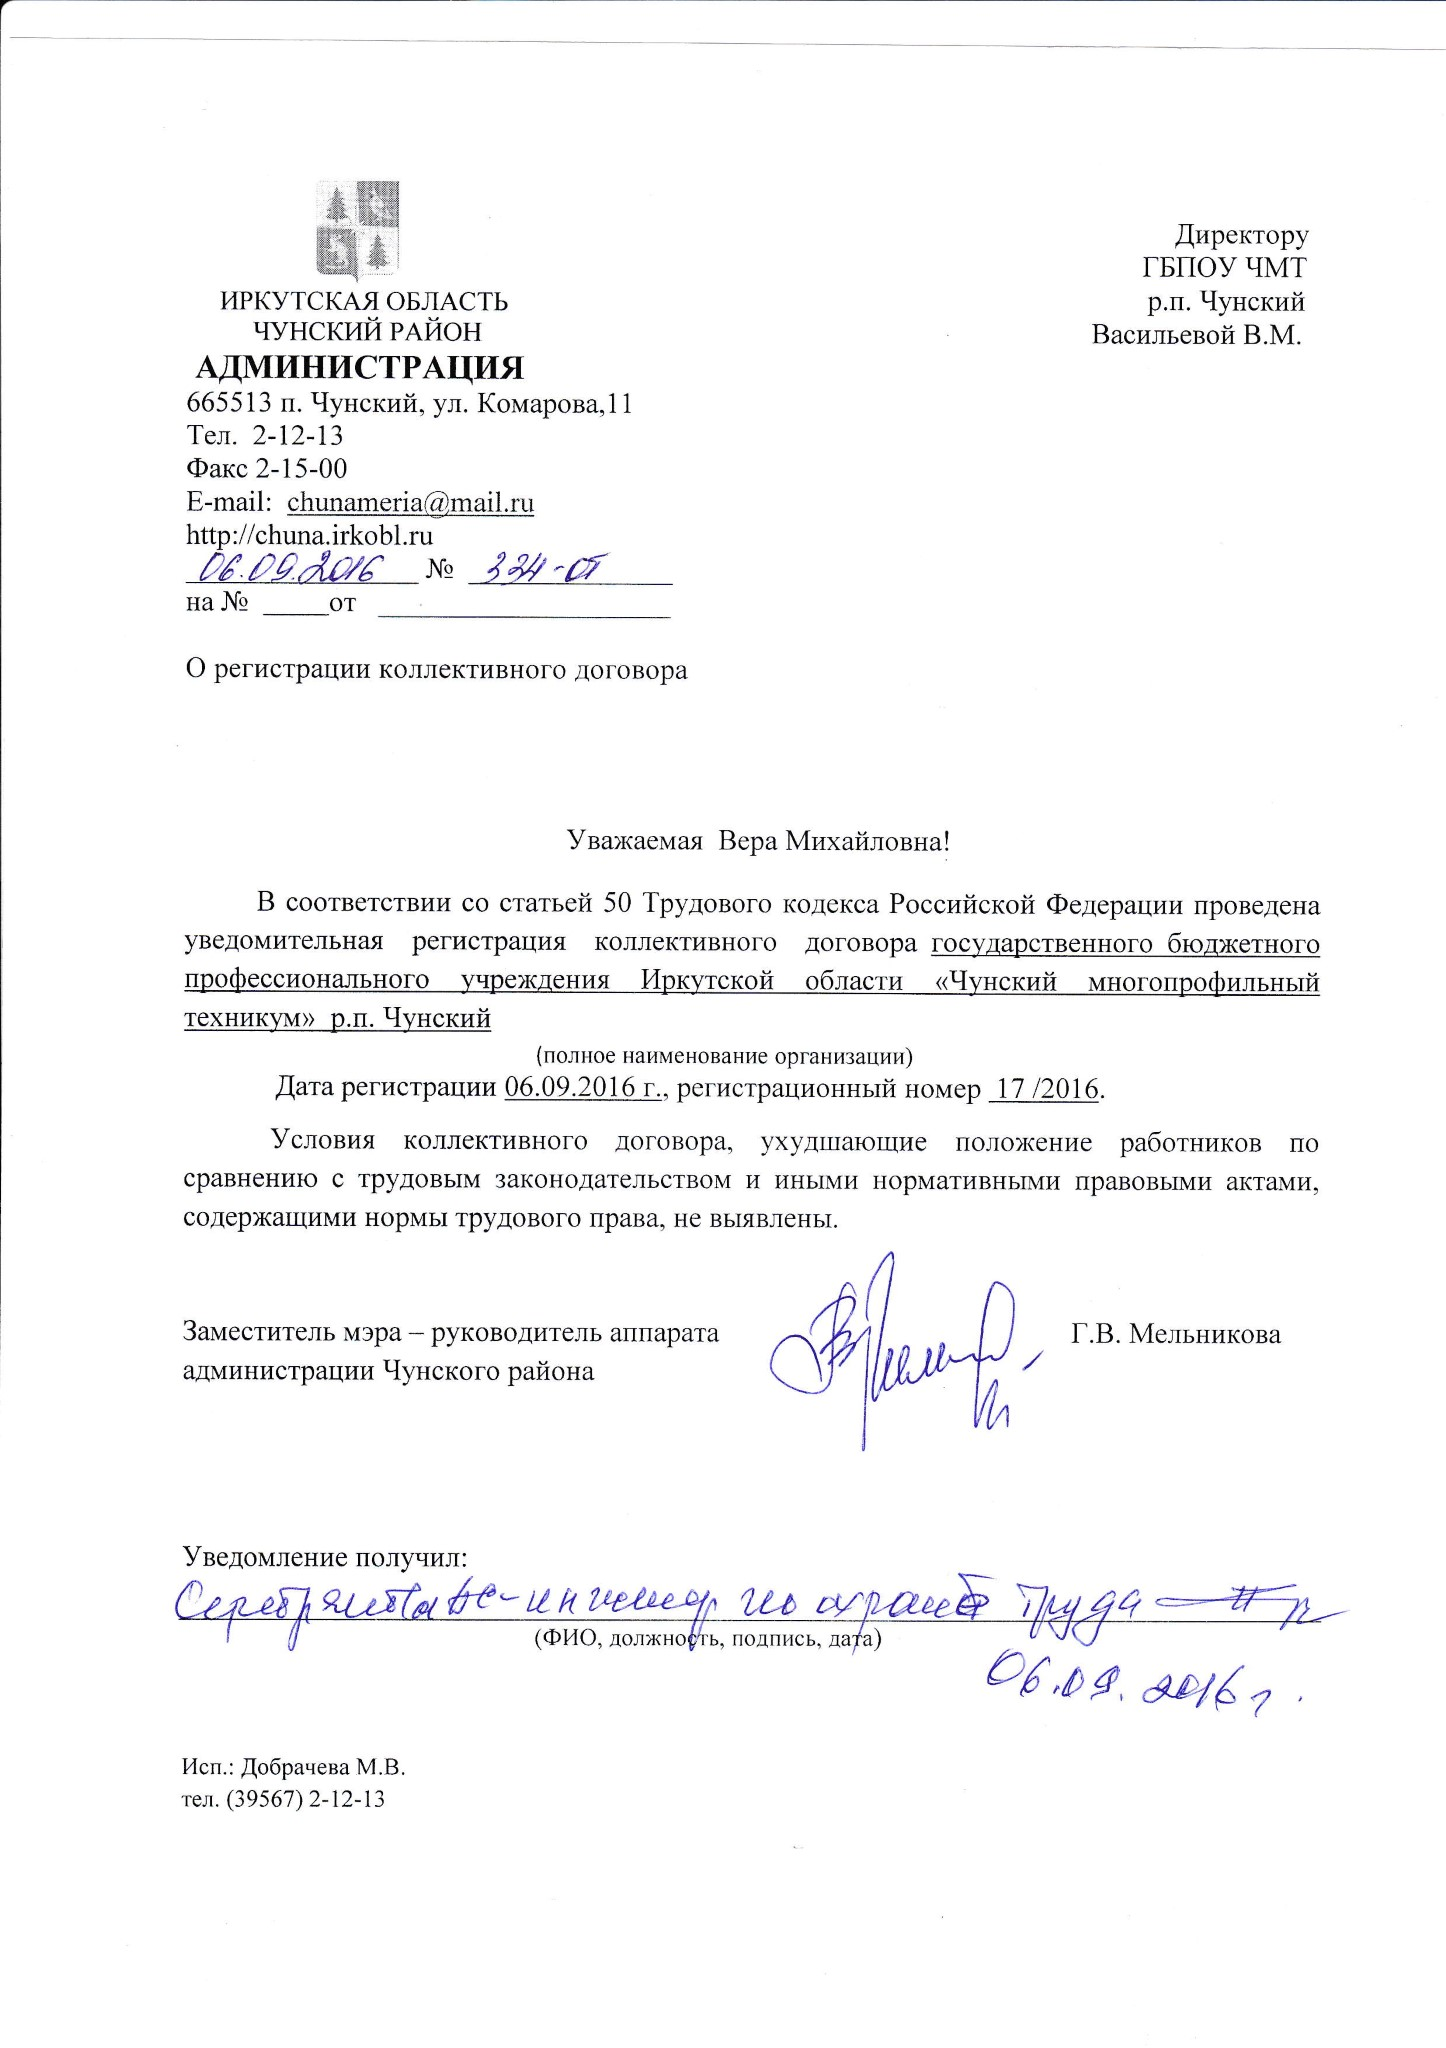 ИРКУТСКАЯ ОБЛАСТЬ
ЧУНСКИЙ РАЙОН
АДМИНИСТРАЦИЯ
665513 п. Чунский, ул. Комарова,11
Тел. 2-12-13
Факс 2-15-00
E-mail: chunameria@mail.ru
http://chuna.irkobl.ru
06.09.2016 № 334-от
на № _____от ____________________
Директору
ГБПОУ ЧМТ
р.п. Чунский
Васильевой В.М.
О регистрации коллективного договора
Уважаемая Вера Михайловна!
В соответствии со статьей 50 Трудового кодекса Российской Федерации проведена
уведомительная регистрация коллективного договора государственного бюджетного
профессионального учреждения Иркутской области «Чунский многопрофильный
техникум» р.п. Чунский
(полное наименование организации)
Дата регистрации 06.09.2016 г., регистрационный номер 17 /2016.
Условия коллективного договора, ухудшающие положение работников по
сравнению с трудовым законодательством и иными нормативными правовыми актами,
содержащими нормы трудового права, не выявлены.
Заместитель мэра – руководитель аппарата
администрации Чунского района
Г.В. Мельникова
Уведомление получил:
инженер по охране труда
(ФИО, должность, подпись, дата)
06.09.2016 г.
Исп.: Добрачева М.В.
тел. (39567) 2-12-13